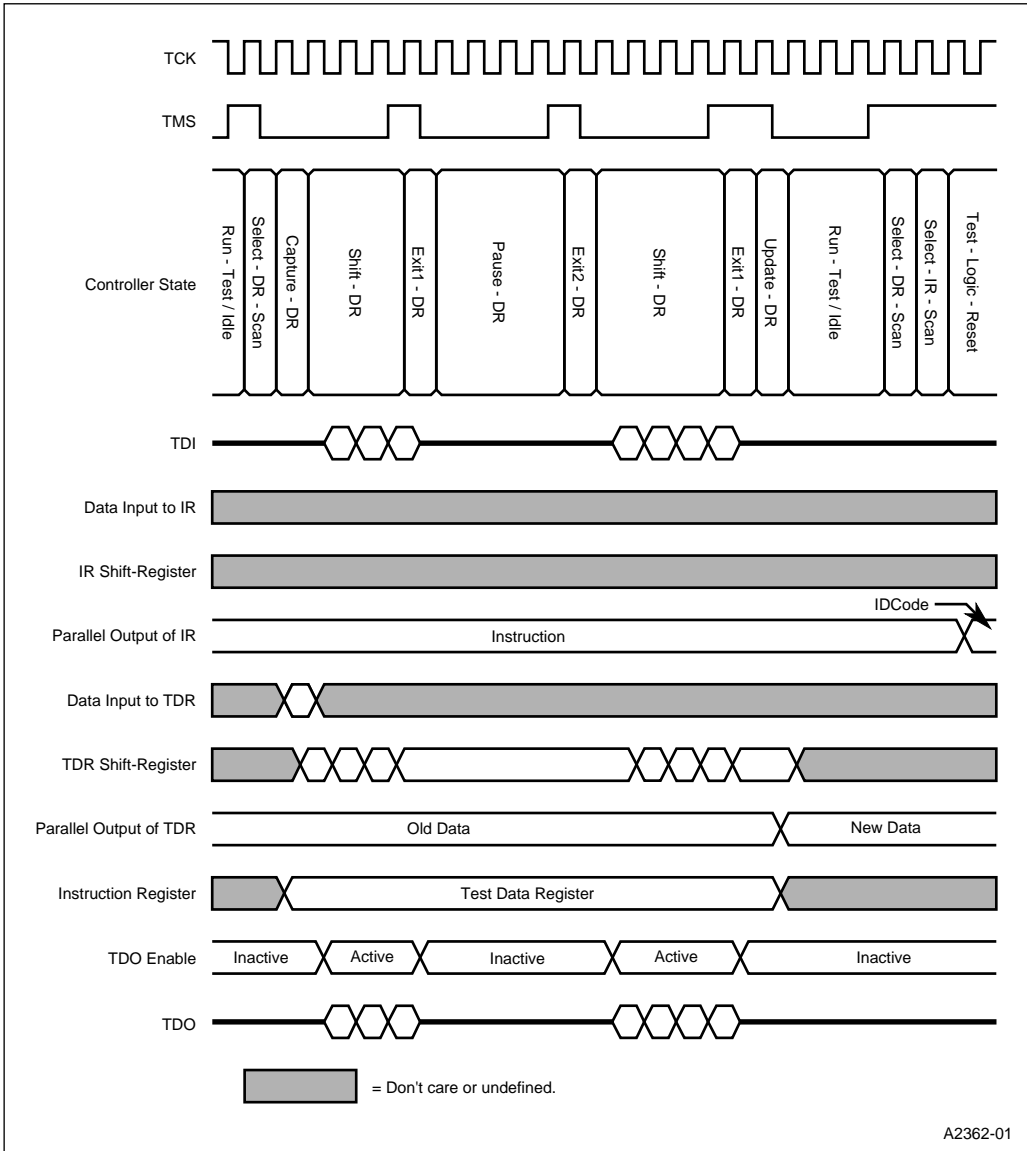 TCK
TMS
Controller State
Run - Test / Idle
Select - DR - Scan
Capture - DR
Shift - DR
Exit1 - DR
Pause - DR
Exit2 - DR
Shift - DR
Exit1 - DR
Update - DR
Run - Test / Idle
Select - DR - Scan
Select - IR - Scan
Test - Logic - Reset
TDI
Data Input to IR
IR Shift-Register
IDCode
Parallel Output of IR
Instruction
Data Input to TDR
TDR Shift-Register
Parallel Output of TDR
Old Data
New Data
Instruction Register
Test Data Register
TDO Enable
Inactive
Active
Inactive
Active
Inactive
TDO
= Don't care or undefined.
A2362-01